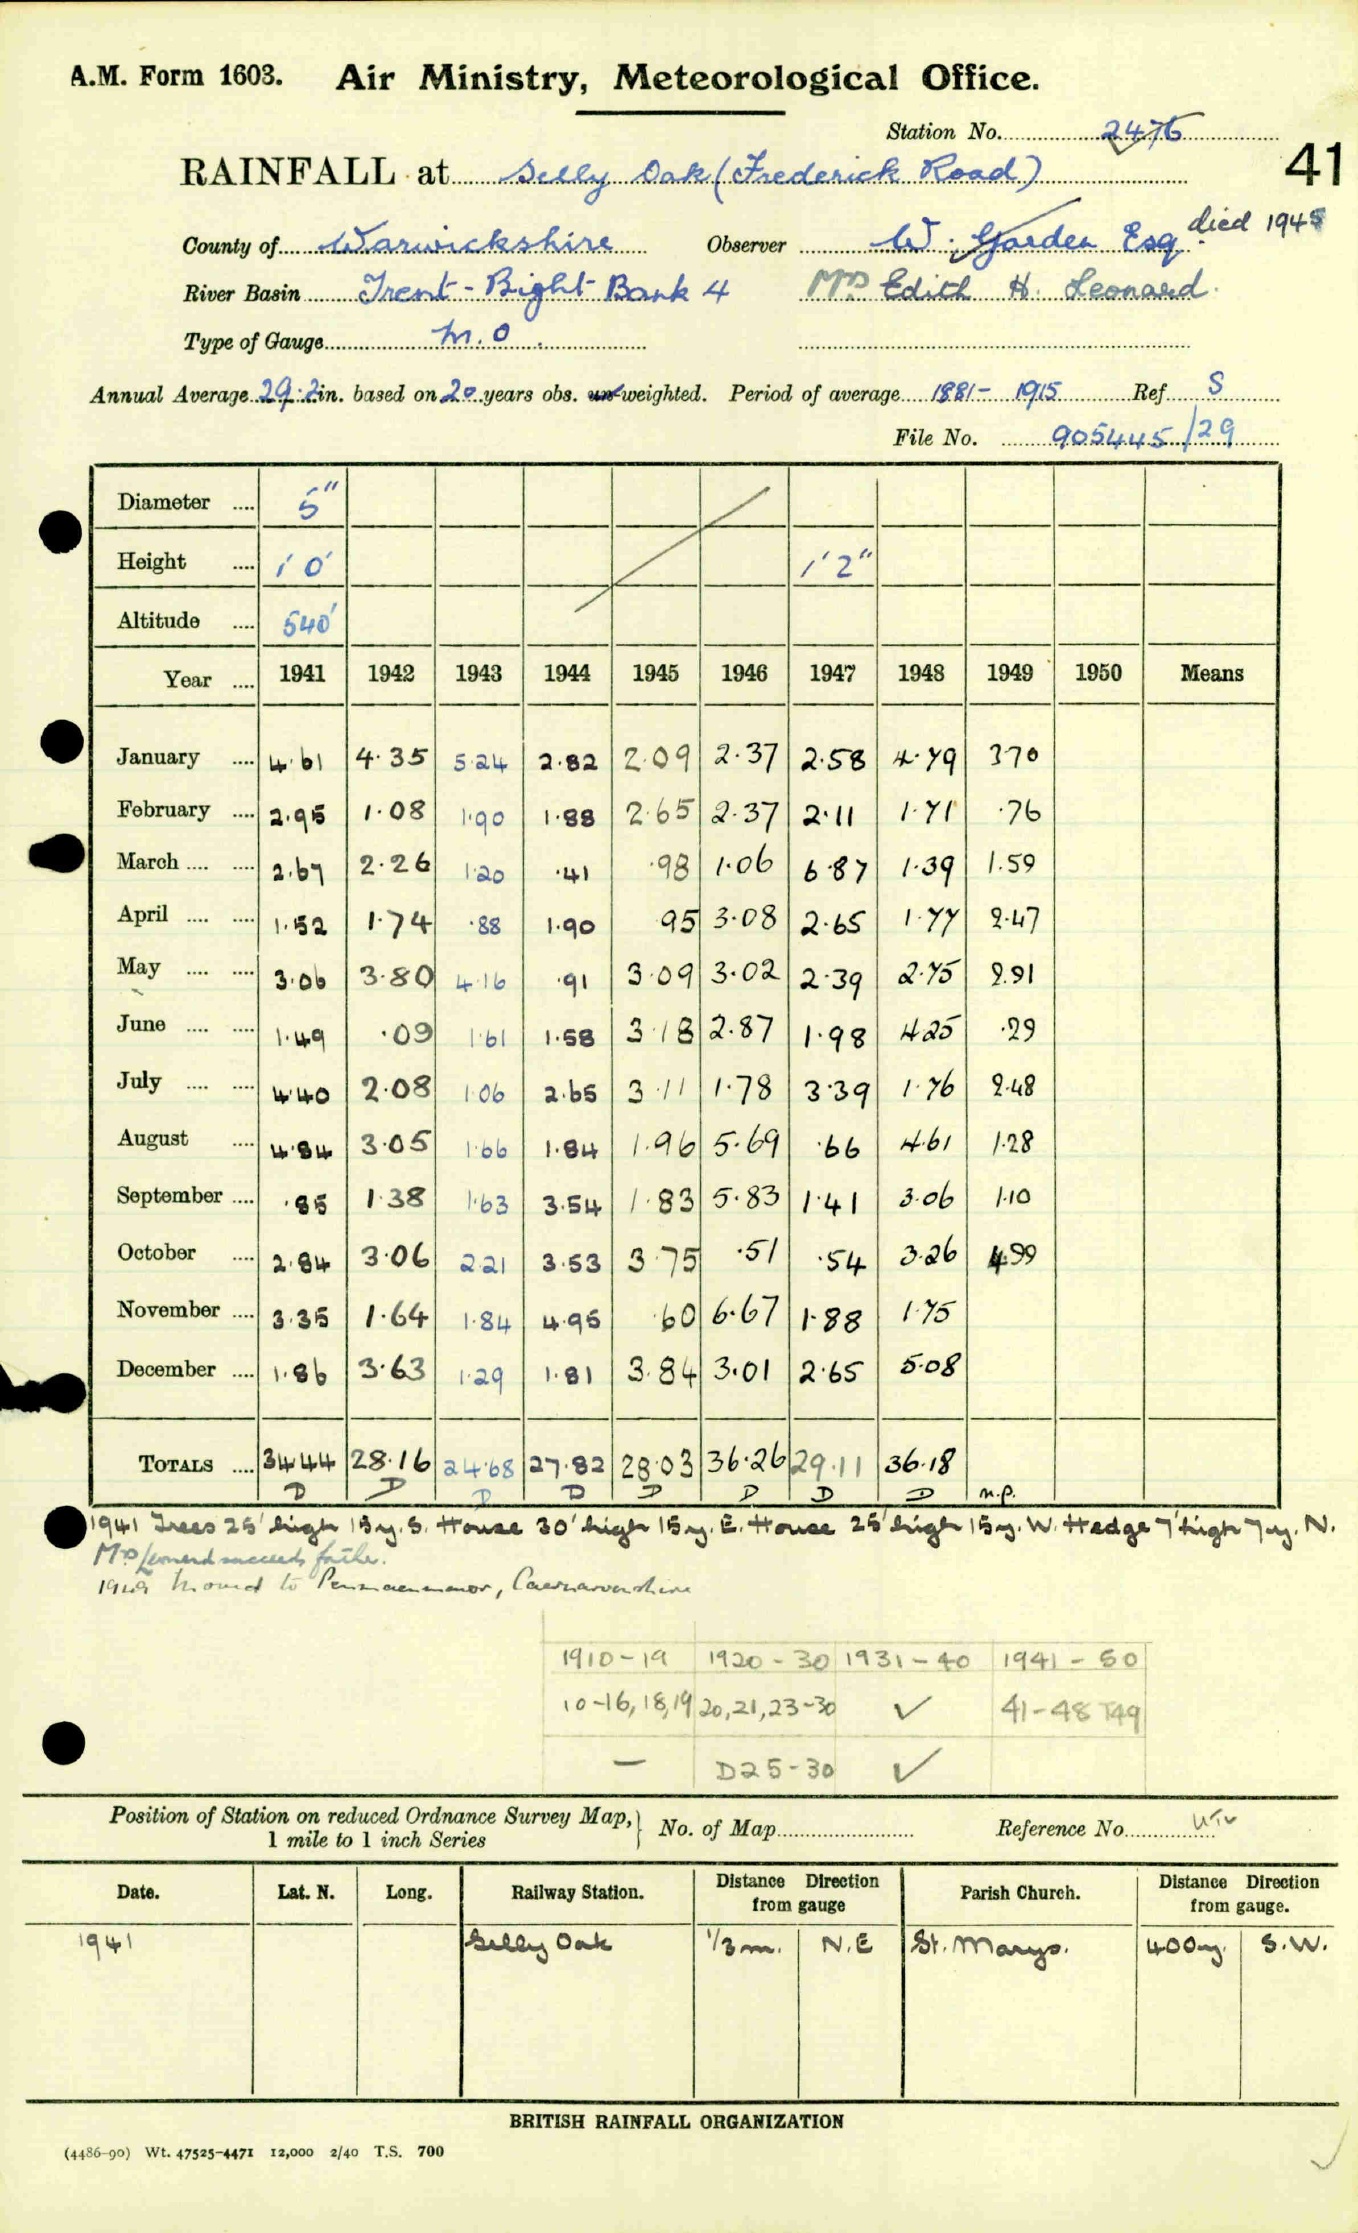 A.M. Form 1603. Air Ministry, Meteorological Office.
Station No. 2476
41
RAINFALL at Selly Oak (Frederick Road)
County of Warwickshire Observer W. Garden Esq. died 1945
River Basin Trent - Right Bank 4 Mrs Edith H. Leonard.
Type of Gauge M.O.
Annual Average 29.2 in. based on 20 years obs. un-weighted. Period of average 1881 - 1915 Ref. S
File No. 905445/29
Diameter .... 5"
Height .... 1' 0" 1' 2"
Altitude .... 540'
Year .... 1941 1942 1943 1944 1945 1946 1947 1948 1949 1950 Means
January .... 4.61 4.35 5.24 2.82 2.09 2.37 2.58 4.79 3.70
February .... 2.95 1.08 1.90 1.88 2.65 2.37 2.11 1.71 .76
March .... .... 2.67 2.26 1.20 .41 .98 1.06 6.87 1.39 1.59
April .... .... 1.52 1.74 .88 1.90 95 3.08 2.65 1.77 2.47
May .... .... 3.06 3.80 4.16 .91 3.09 3.02 2.39 2.75 2.91
June .... .... 1.49 .09 1.61 1.58 3.18 2.87 1.98 4.25 .29
July .... .... 4.40 2.08 1.06 2.65 3.11 1.78 3.39 1.76 2.48
August .... 4.84 3.05 1.66 1.84 1.96 5.69 .66 4.61 1.28
September .... .85 1.38 1.63 3.54 1.83 5.83 1.41 3.06 1.10
October .... 2.84 3.06 2.21 3.53 3.75 .51 .54 3.26 4.99
November .... 3.35 1.64 1.84 4.95 .60 6.67 1.88 1.75
December .... 1.86 3.63 1.29 1.81 3.84 3.01 2.65 5.08
TOTALS .... 34.44 28.16 24.68 27.82 28.03 36.26 29.11 36.18
D D D D D D D D n.p.
1941 Trees 25' high 15y. S. House 30' high 15y. E. House 25' high 15y. W. Hedge 7' high 7y. N.
Mrs Leonard succeeds father.
1949 Moved to Penmaenmawr, Caernarvonshire
1910-19 1920-30 1931-40 1941-50
10-16, 18, 19 20, 21, 23-30 ✓ 41-48 T49
— D25-30 ✓
Position of Station on reduced Ordnance Survey Map, 1 mile to 1 inch Series } No. of Map Reference No.
Date. Lat. N. Long. Railway Station. Distance Direction from gauge Parish Church. Distance Direction from gauge.
1941 Selly Oak 1/3 m. N.E St. Marys. 400y. S.W.
BRITISH RAINFALL ORGANIZATION
(4486-90) Wt. 47525-4471 12,000 2/40 T.S. 700